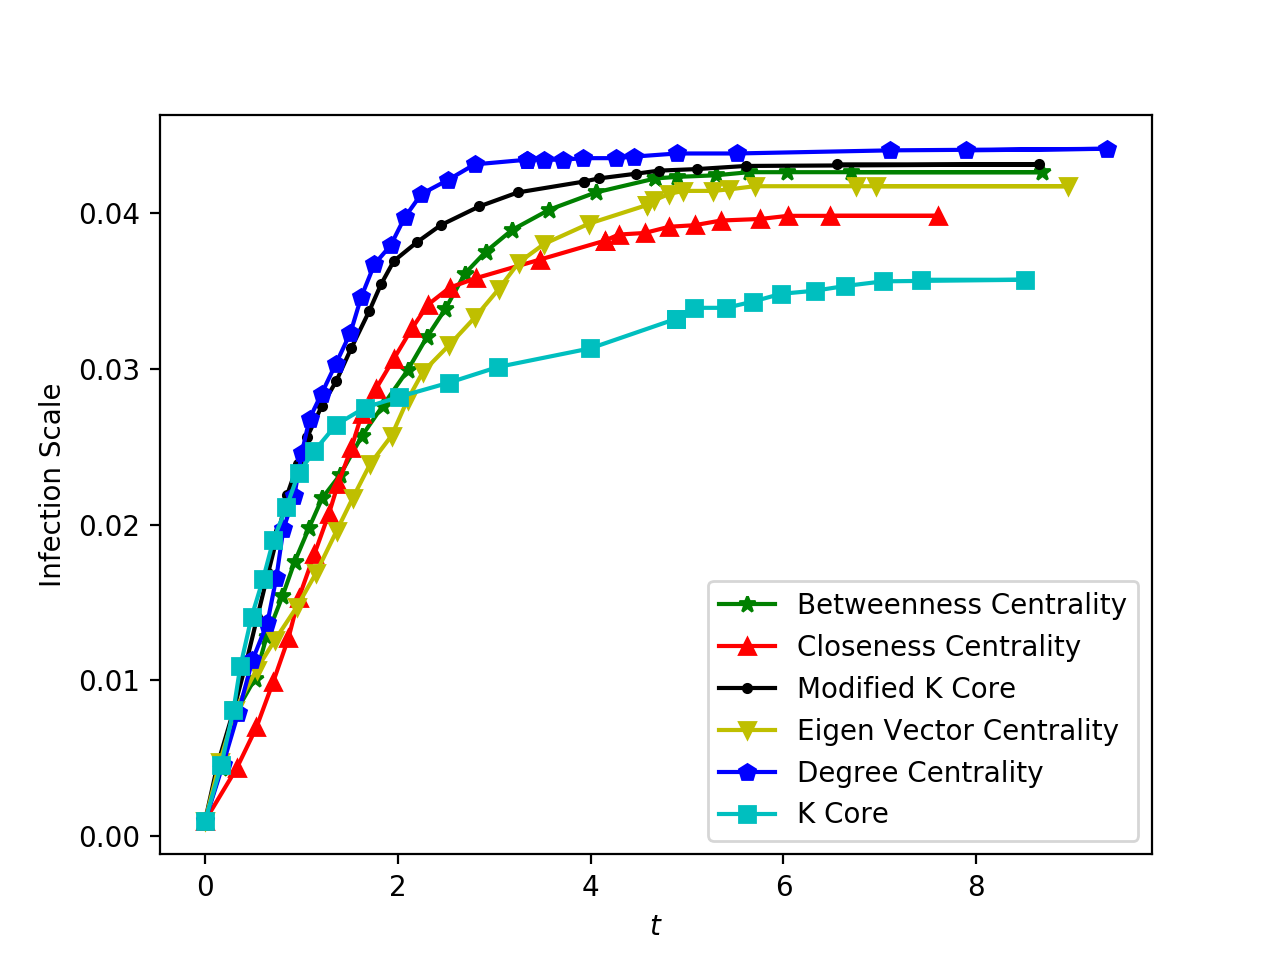 0.04
0.03
0.02
0.01
0.00
Infection Scale
0
2
4
6
8
t
Betweenness Centrality
Closeness Centrality
Modified K Core
Eigen Vector Centrality
Degree Centrality
K Core